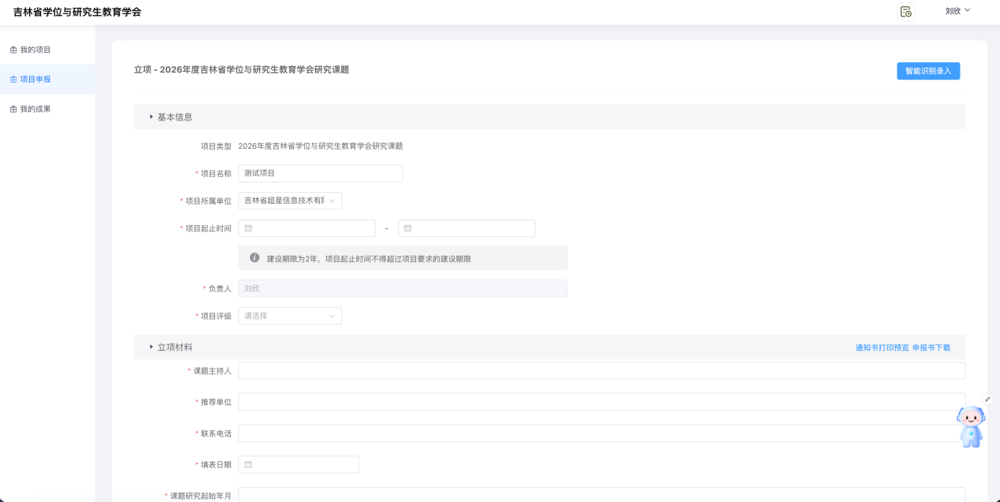 吉林省学位与研究生教育学会
刘欣
我的项目
项目申报
我的成果
立项 - 2026年度吉林省学位与研究生教育学会研究课题
智能识别录入
基本信息
项目类型 2026年度吉林省学位与研究生教育学会研究课题
* 项目名称 测试项目
* 项目所属单位 吉林省超星信息技术有
* 项目起止时间 -
建设期限为2年，项目起止时间不得超过项目要求的建设期限
* 负责人 刘欣
* 项目评级 请选择
立项材料 通知书打印预览 申报书下载
* 课题主持人
* 推荐单位
* 联系电话
* 填表日期
* 课题研究起始年月